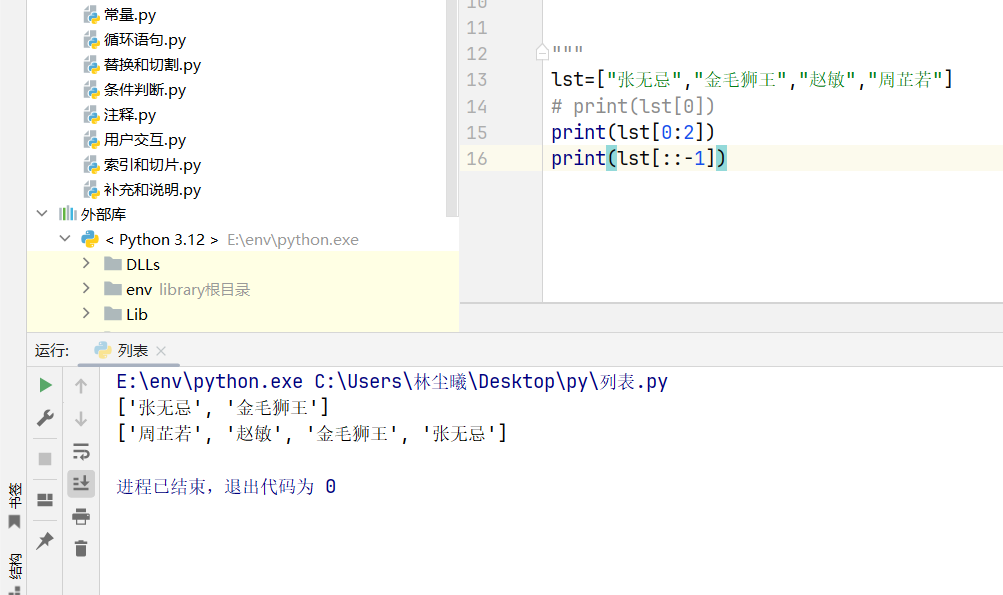 常量.py
循环语句.py
替换和切割.py
条件判断.py
注释.py
用户交互.py
索引和切片.py
补充和说明.py
外部库
< Python 3.12 > E:\env\python.exe
DLLs
env library根目录
Lib
10
11
12 """
13 lst=["张无忌","金毛狮王","赵敏","周芷若"]
14 # print(lst[0])
15 print(lst[0:2])
16 print(lst[::-1])
运行: 列表
E:\env\python.exe C:\Users\林尘曦\Desktop\py\列表.py
['张无忌', '金毛狮王']
['周芷若', '赵敏', '金毛狮王', '张无忌']
进程已结束，退出代码为 0
书签
结构